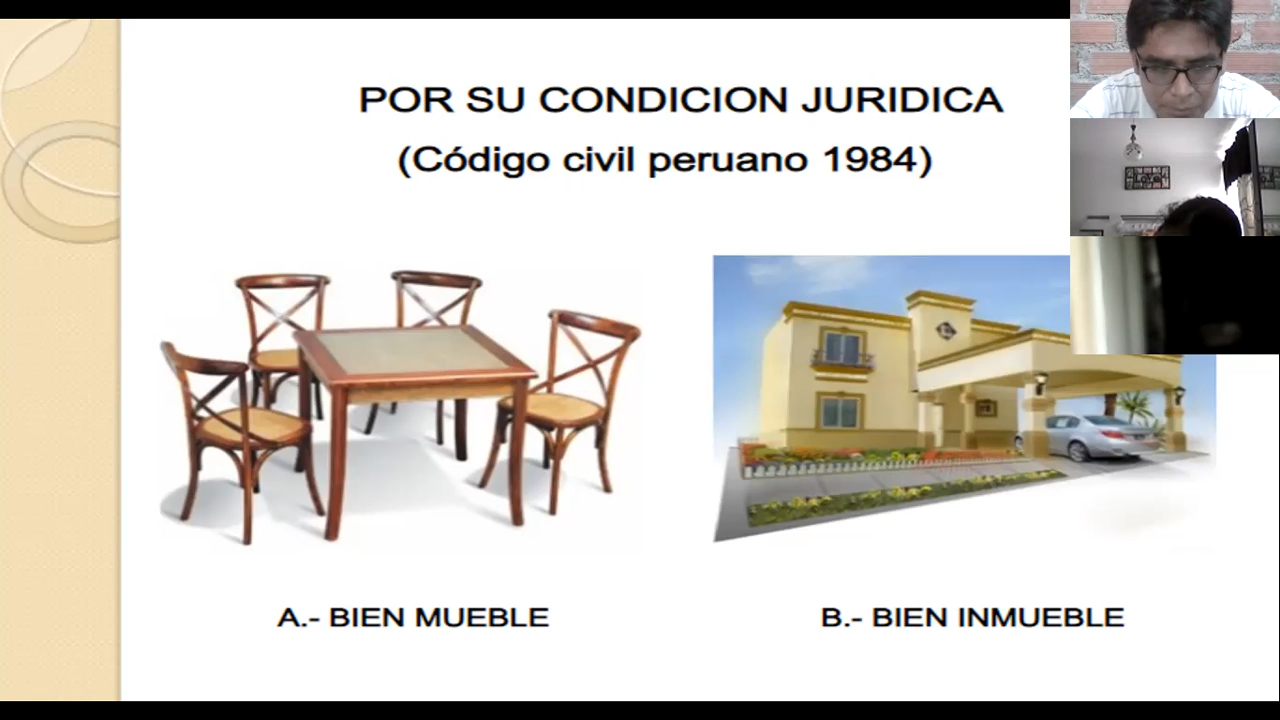 POR SU CONDICION JURIDICA
(Código civil peruano 1984)
A.- BIEN MUEBLE
B.- BIEN INMUEBLE